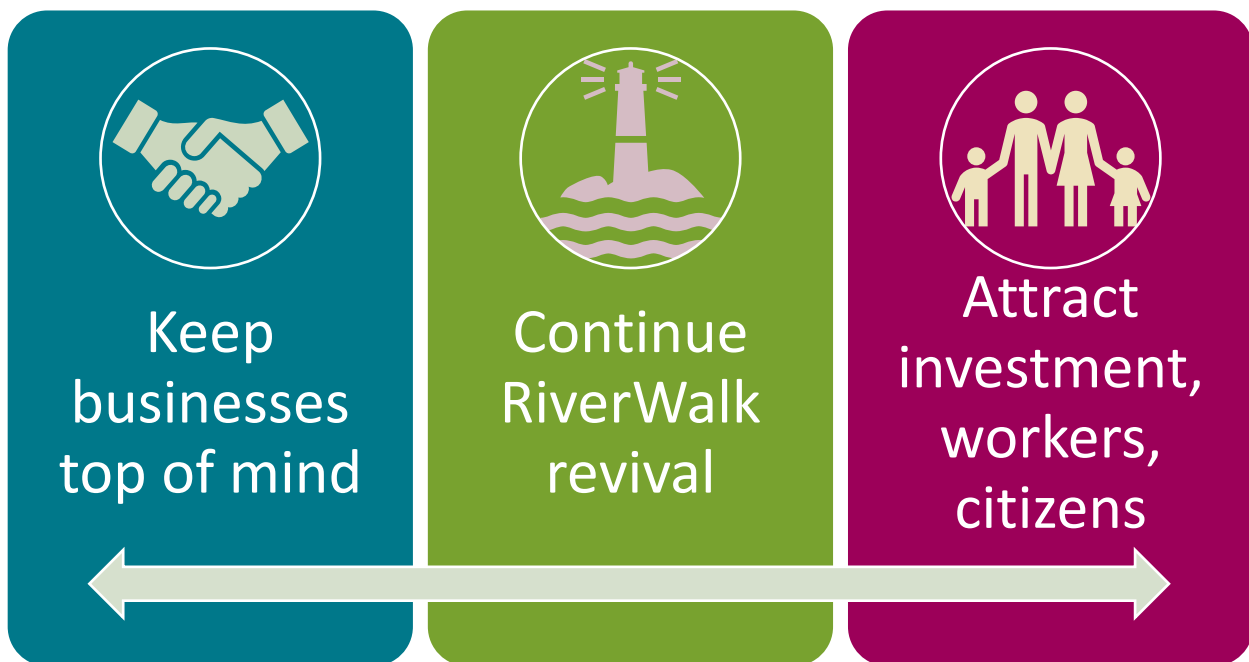 Keep
businesses
top of mind
Continue
RiverWalk
revival
Attract
investment,
workers,
citizens